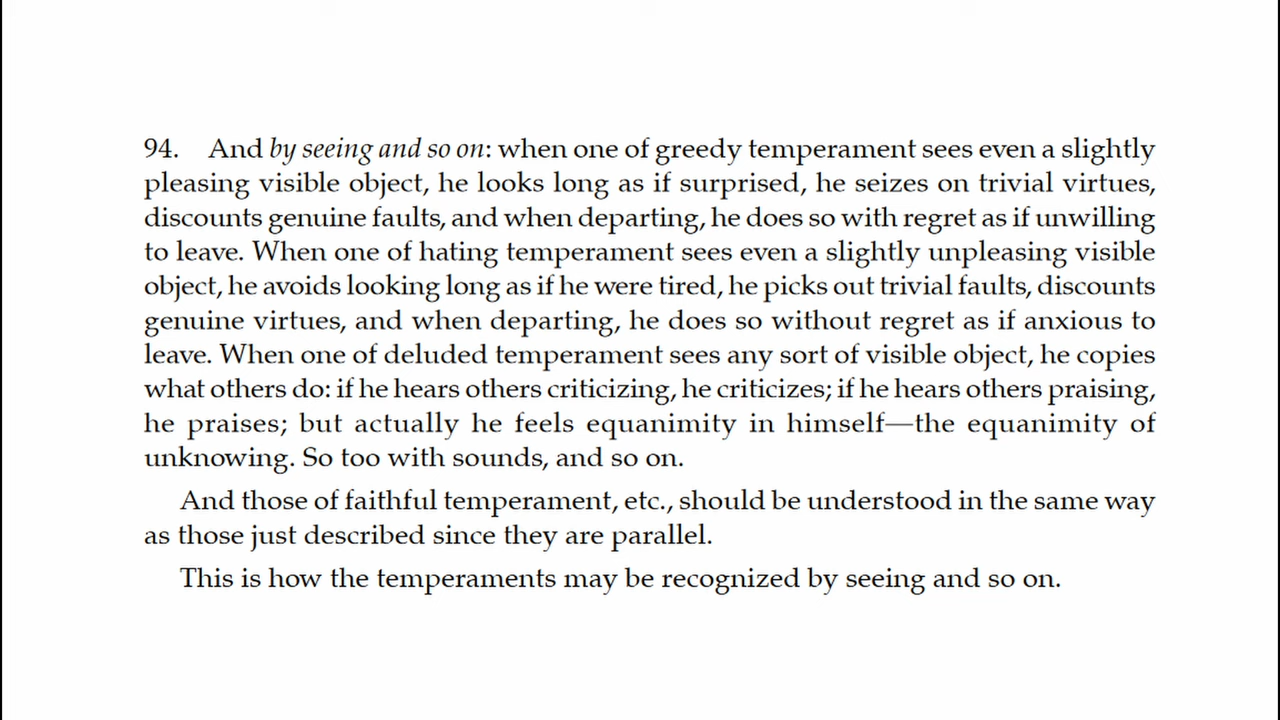 94. And by seeing and so on: when one of greedy temperament sees even a slightly
pleasing visible object, he looks long as if surprised, he seizes on trivial virtues,
discounts genuine faults, and when departing, he does so with regret as if unwilling
to leave. When one of hating temperament sees even a slightly unpleasing visible
object, he avoids looking long as if he were tired, he picks out trivial faults, discounts
genuine virtues, and when departing, he does so without regret as if anxious to
leave. When one of deluded temperament sees any sort of visible object, he copies
what others do: if he hears others criticizing, he criticizes; if he hears others praising,
he praises; but actually he feels equanimity in himself—the equanimity of
unknowing. So too with sounds, and so on.
And those of faithful temperament, etc., should be understood in the same way
as those just described since they are parallel.
This is how the temperaments may be recognized by seeing and so on.